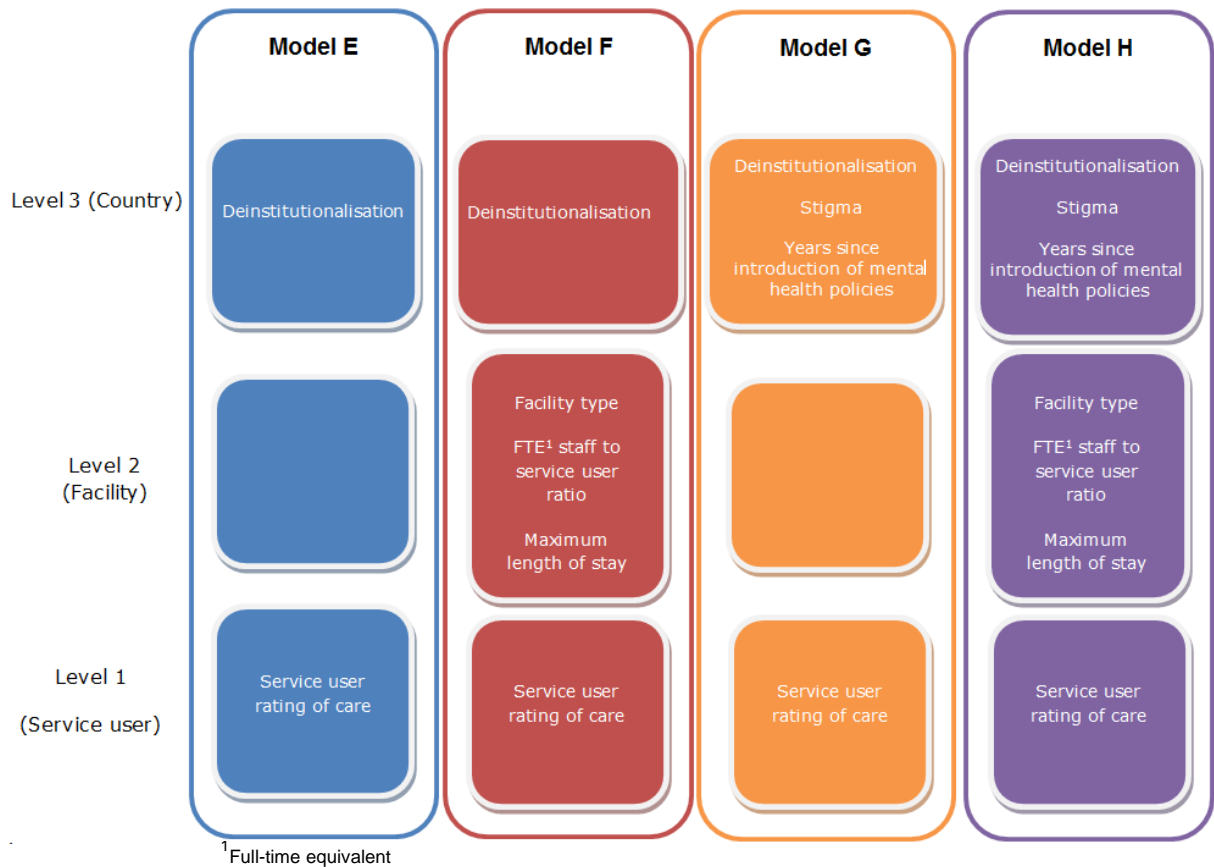 Model E
Model F
Model G
Model H
Level 3 (Country)
Deinstitutionalisation
Deinstitutionalisation
Deinstitutionalisation
Stigma
Years since
introduction of mental
health policies
Deinstitutionalisation
Stigma
Years since
introduction of mental
health policies
Level 2
(Facility)
Facility type
FTE¹ staff to
service user
ratio
Maximum
length of stay
Facility type
FTE¹ staff to
service user
ratio
Maximum
length of stay
Level 1
(Service user)
Service user
rating of care
Service user
rating of care
Service user
rating of care
Service user
rating of care
¹Full-time equivalent